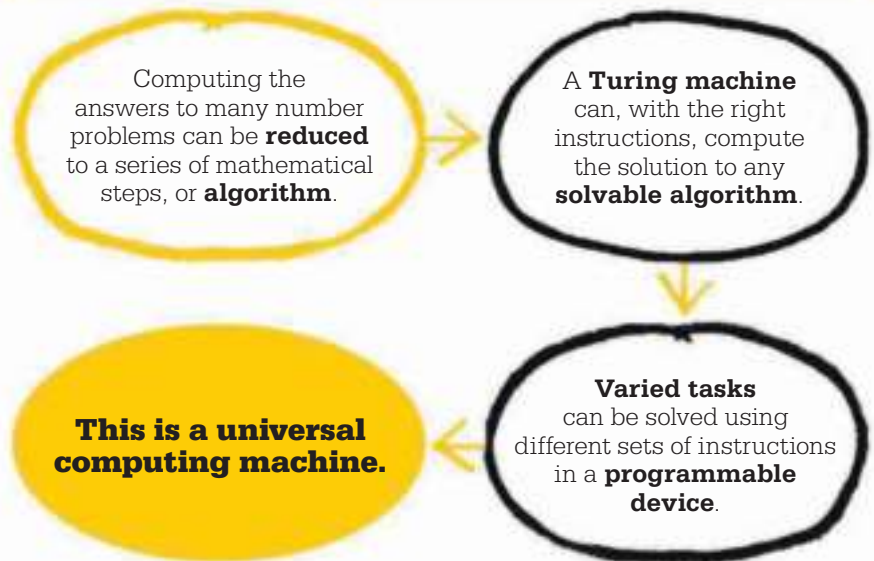 Computing the
answers to many number
problems can be reduced
to a series of mathematical
steps, or algorithm.
A Turing machine
can, with the right
instructions, compute
the solution to any
solvable algorithm.
Varied tasks
can be solved using
different sets of instructions
in a programmable
device.
This is a universal
computing machine.